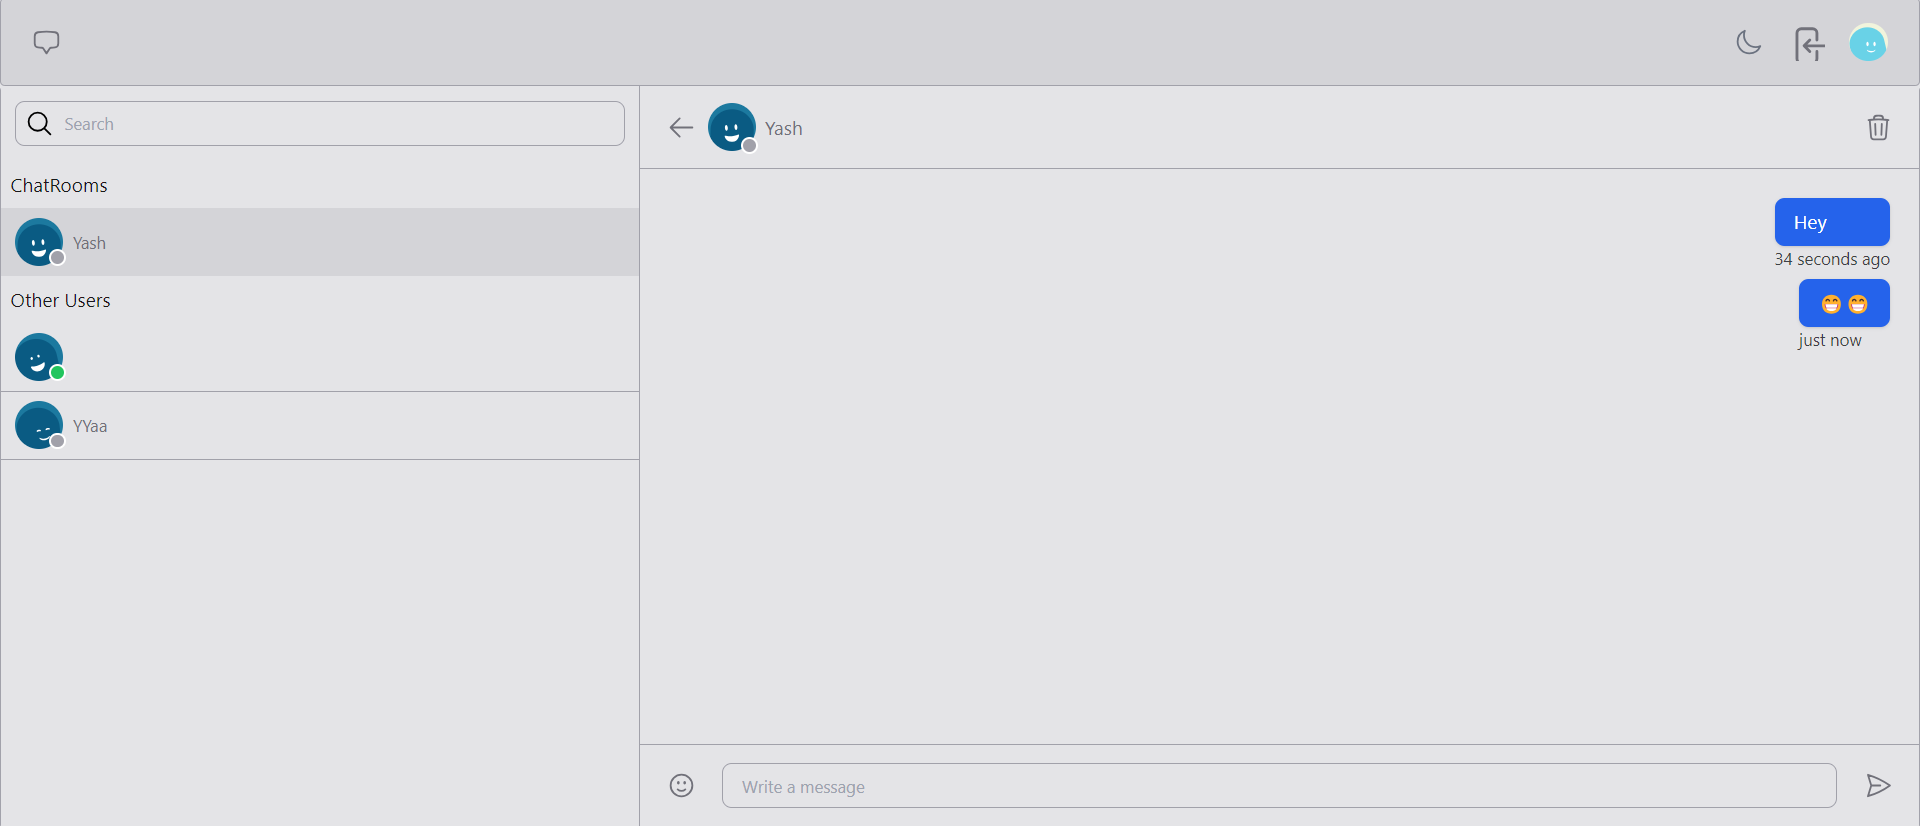 Search
ChatRooms
Yash
Other Users
YYaa
Yash
Hey
34 seconds ago
😁 😁
just now
Write a message